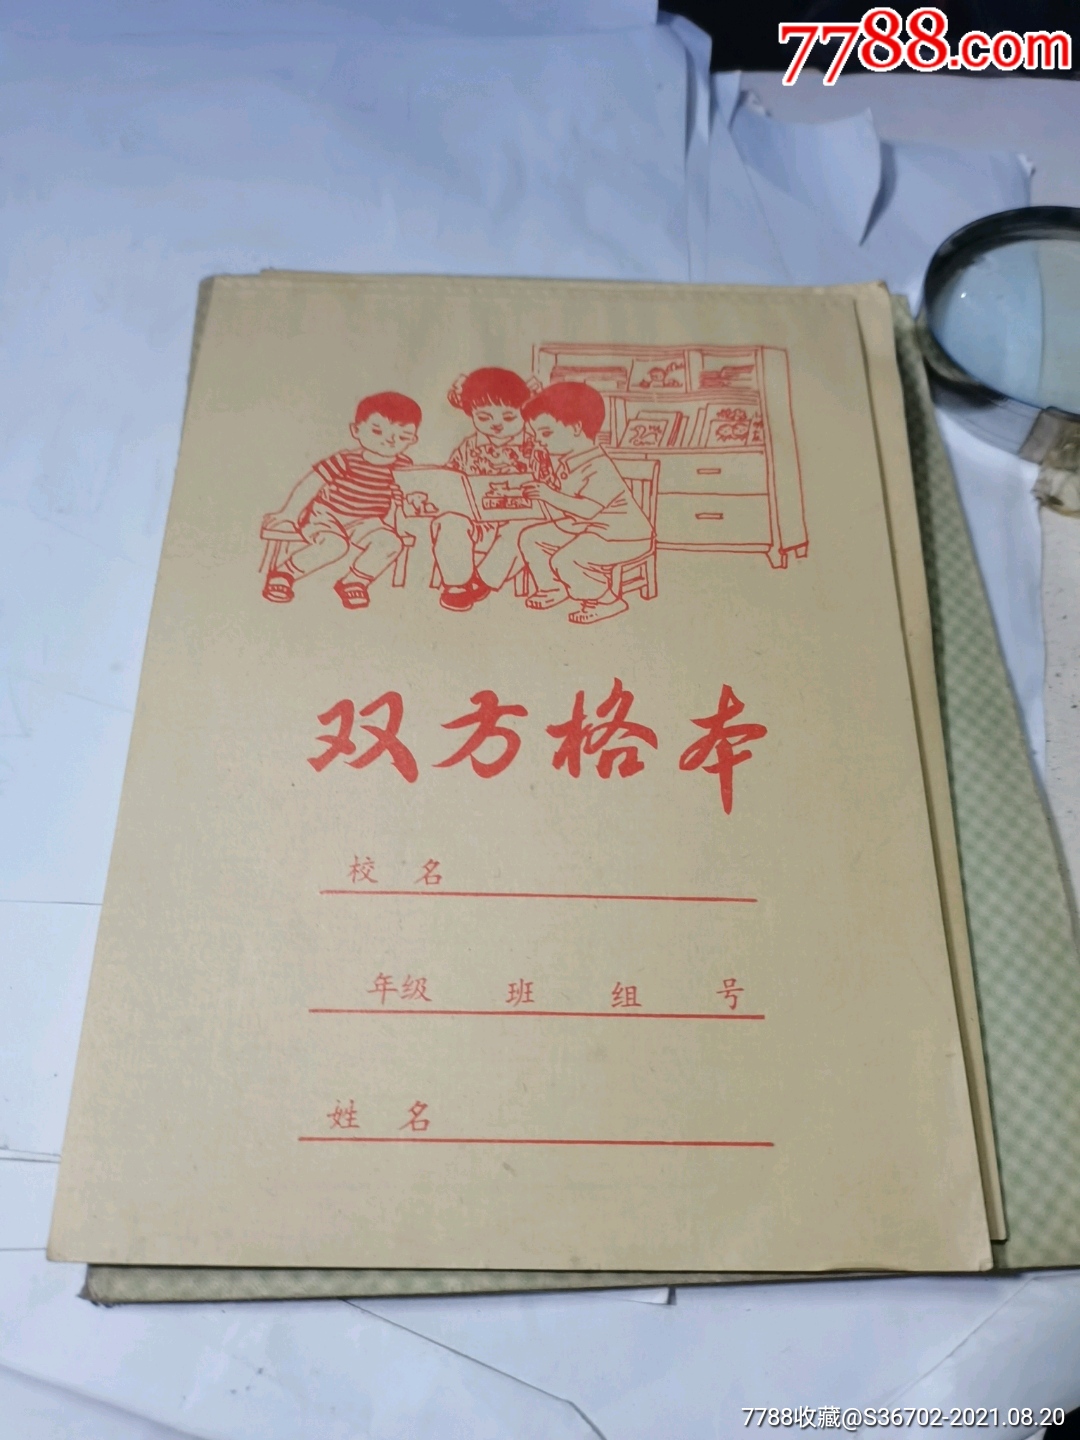 7788.com
双方格本
校 名
年级 班 组 号
姓 名
7788收藏@S36702-2021.08.20